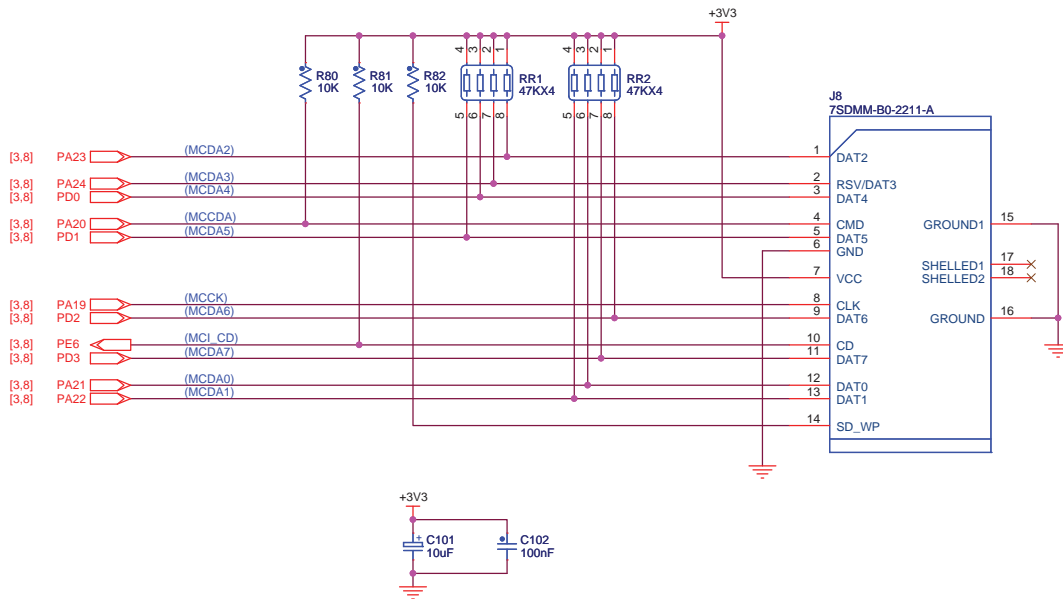 +3V3
4 3 2 1
4 3 2 1
R80
10K
R81
10K
R82
10K
RR1
47KX4
RR2
47KX4
5 6 7 8
5 6 7 8
J8
7SDMM-B0-2211-A
[3,8] PA23 (MCDA2) 1 DAT2
[3,8] PA24 (MCDA3) 2 RSV/DAT3
[3,8] PD0 (MCDA4) 3 DAT4
[3,8] PA20 (MCCDA) 4 CMD GROUND1 15
[3,8] PD1 (MCDA5) 5 DAT5
6 GND
SHELLED1 17
7 VCC SHELLED2 18
[3,8] PA19 (MCCK) 8 CLK
[3,8] PD2 (MCDA6) 9 DAT6 GROUND 16
[3,8] PE6 (MCI_CD) 10 CD
[3,8] PD3 (MCDA7) 11 DAT7
[3,8] PA21 (MCDA0) 12 DAT0
[3,8] PA22 (MCDA1) 13 DAT1
14 SD_WP
+3V3
+
C101
10uF
C102
100nF